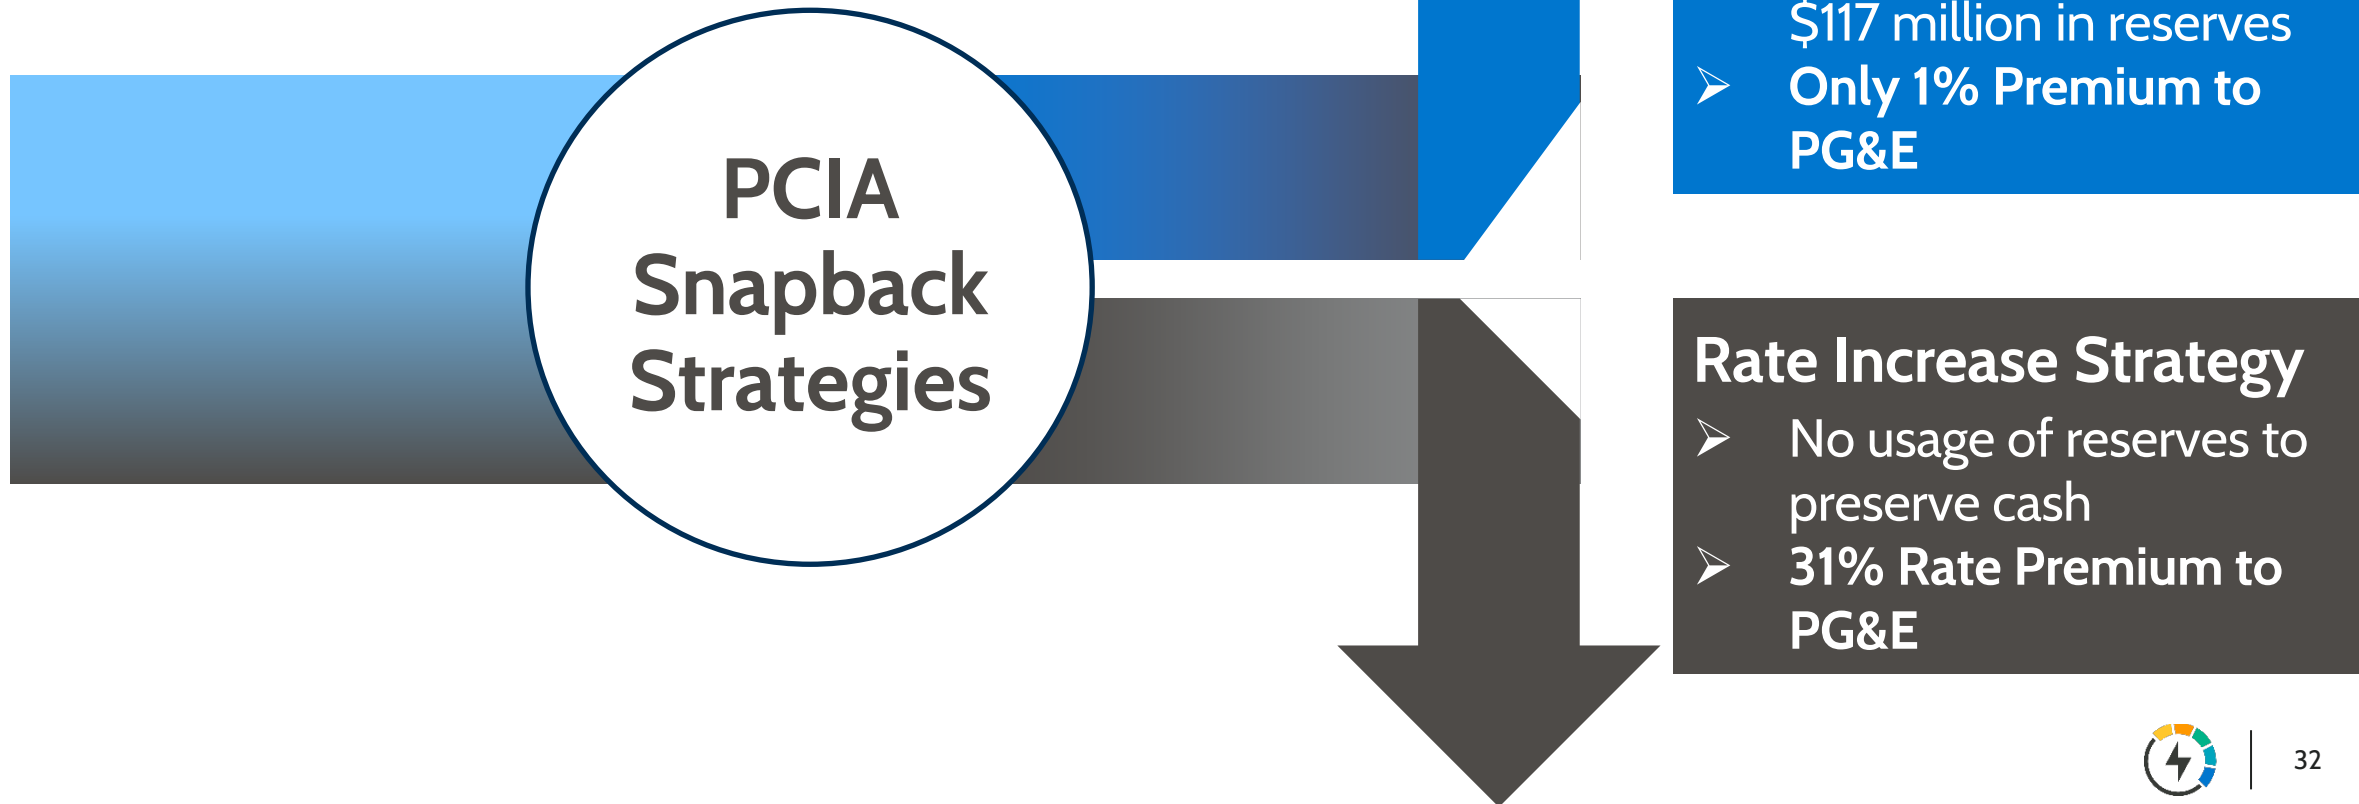 PCIA
Snapback
Strategies
$117 million in reserves
➢ Only 1% Premium to
PG&E
Rate Increase Strategy
➢ No usage of reserves to
preserve cash
➢ 31% Rate Premium to
PG&E
32